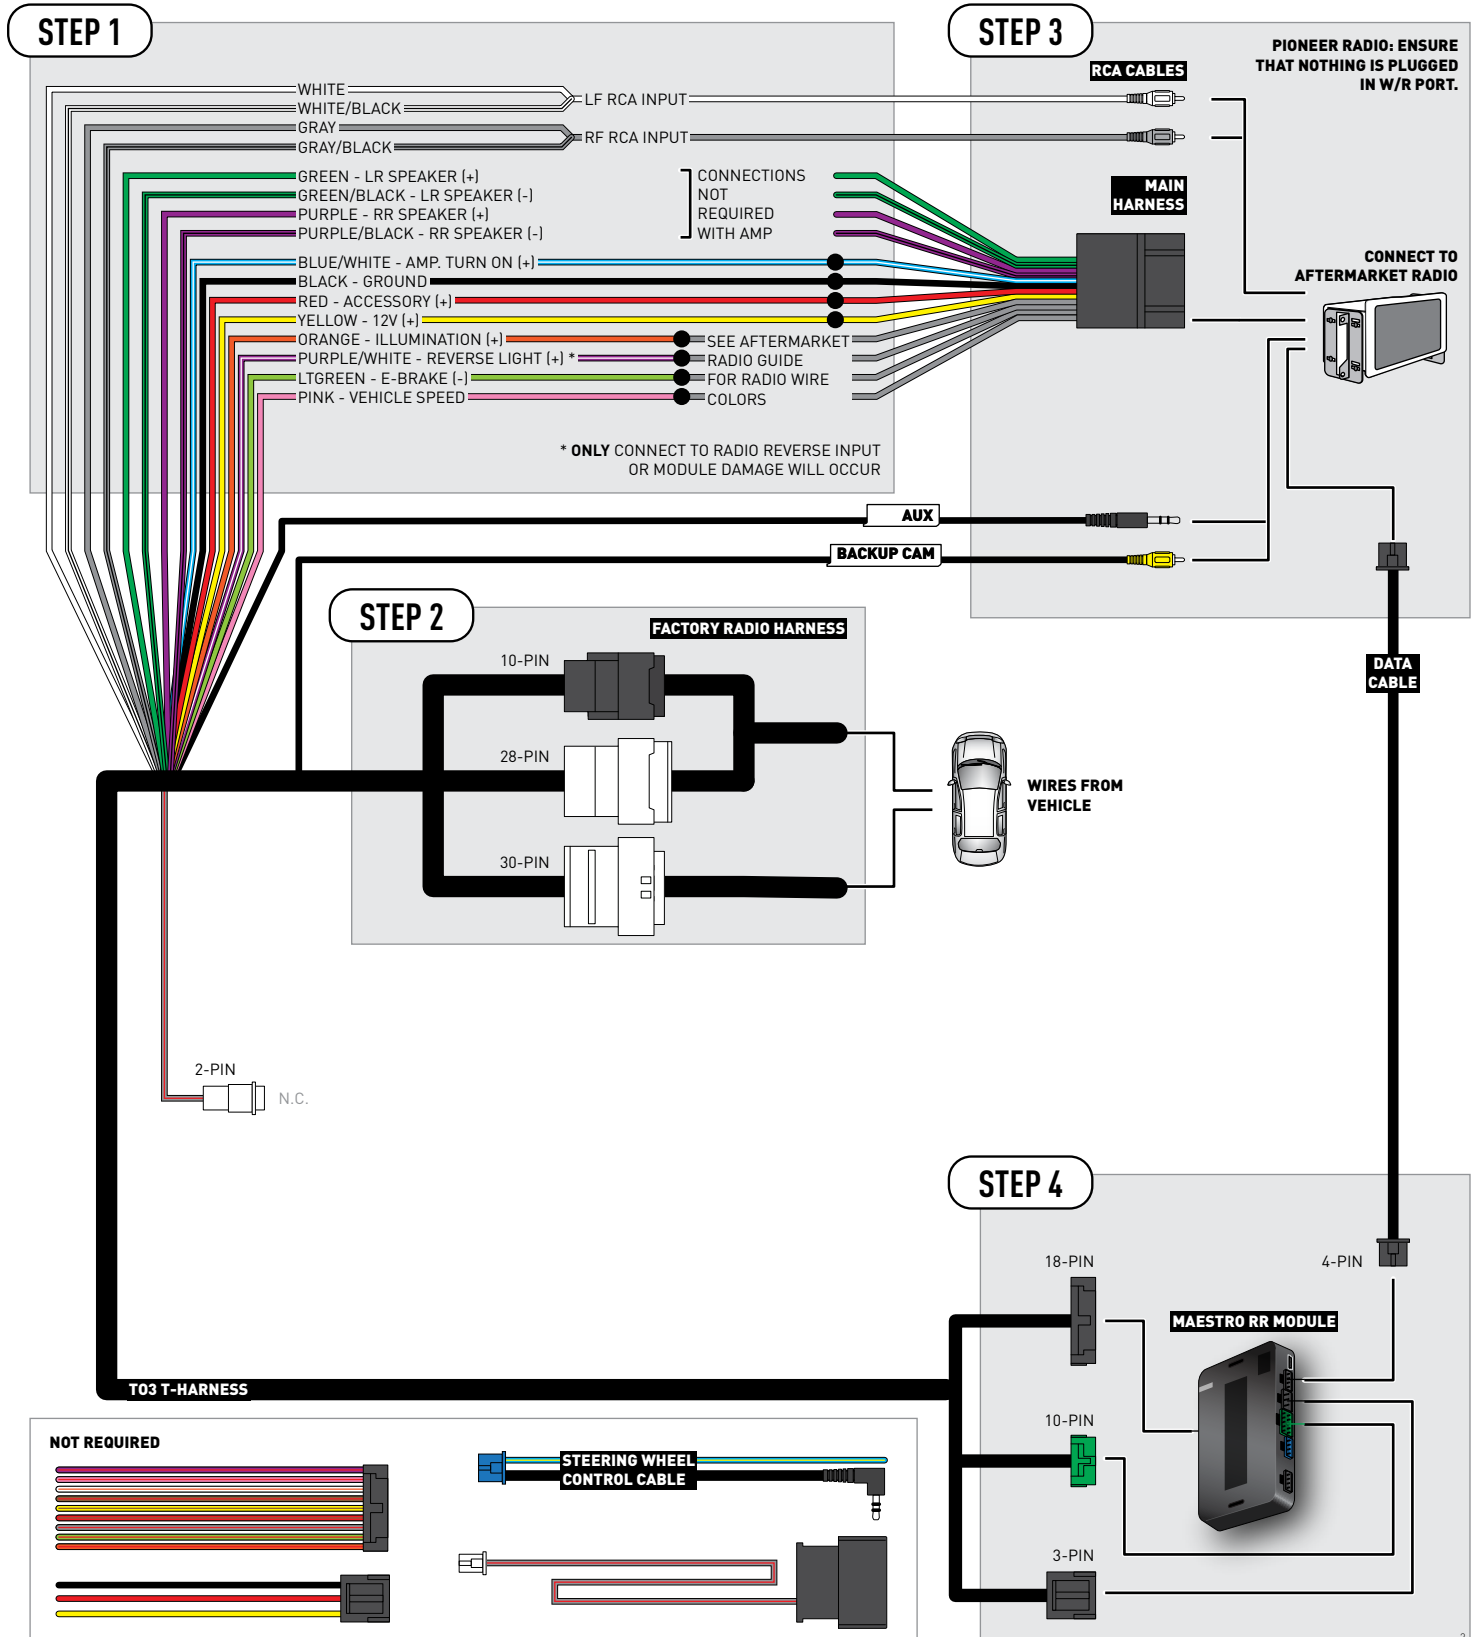 STEP 1
WHITE
WHITE/BLACK
LF RCA INPUT
GRAY
GRAY/BLACK
RF RCA INPUT
GREEN - LR SPEAKER (+)
GREEN/BLACK - LR SPEAKER (-)
PURPLE - RR SPEAKER (+)
PURPLE/BLACK - RR SPEAKER (-)
CONNECTIONS
NOT
REQUIRED
WITH AMP
BLUE/WHITE - AMP. TURN ON (+)
BLACK - GROUND
RED - ACCESSORY (+)
YELLOW - 12V (+)
ORANGE - ILLUMINATION (+)
PURPLE/WHITE - REVERSE LIGHT (+) *
LTGREEN - E-BRAKE (-)
PINK - VEHICLE SPEED
SEE AFTERMARKET
RADIO GUIDE
FOR RADIO WIRE
COLORS
* ONLY CONNECT TO RADIO REVERSE INPUT
OR MODULE DAMAGE WILL OCCUR
STEP 3
PIONEER RADIO: ENSURE
THAT NOTHING IS PLUGGED
IN W/R PORT.
RCA CABLES
MAIN
HARNESS
CONNECT TO
AFTERMARKET RADIO
AUX
BACKUP CAM
STEP 2
FACTORY RADIO HARNESS
10-PIN
28-PIN
30-PIN
WIRES FROM
VEHICLE
DATA
CABLE
2-PIN
N.C.
STEP 4
18-PIN
4-PIN
MAESTRO RR MODULE
10-PIN
3-PIN
TO3 T-HARNESS
NOT REQUIRED
STEERING WHEEL
CONTROL CABLE